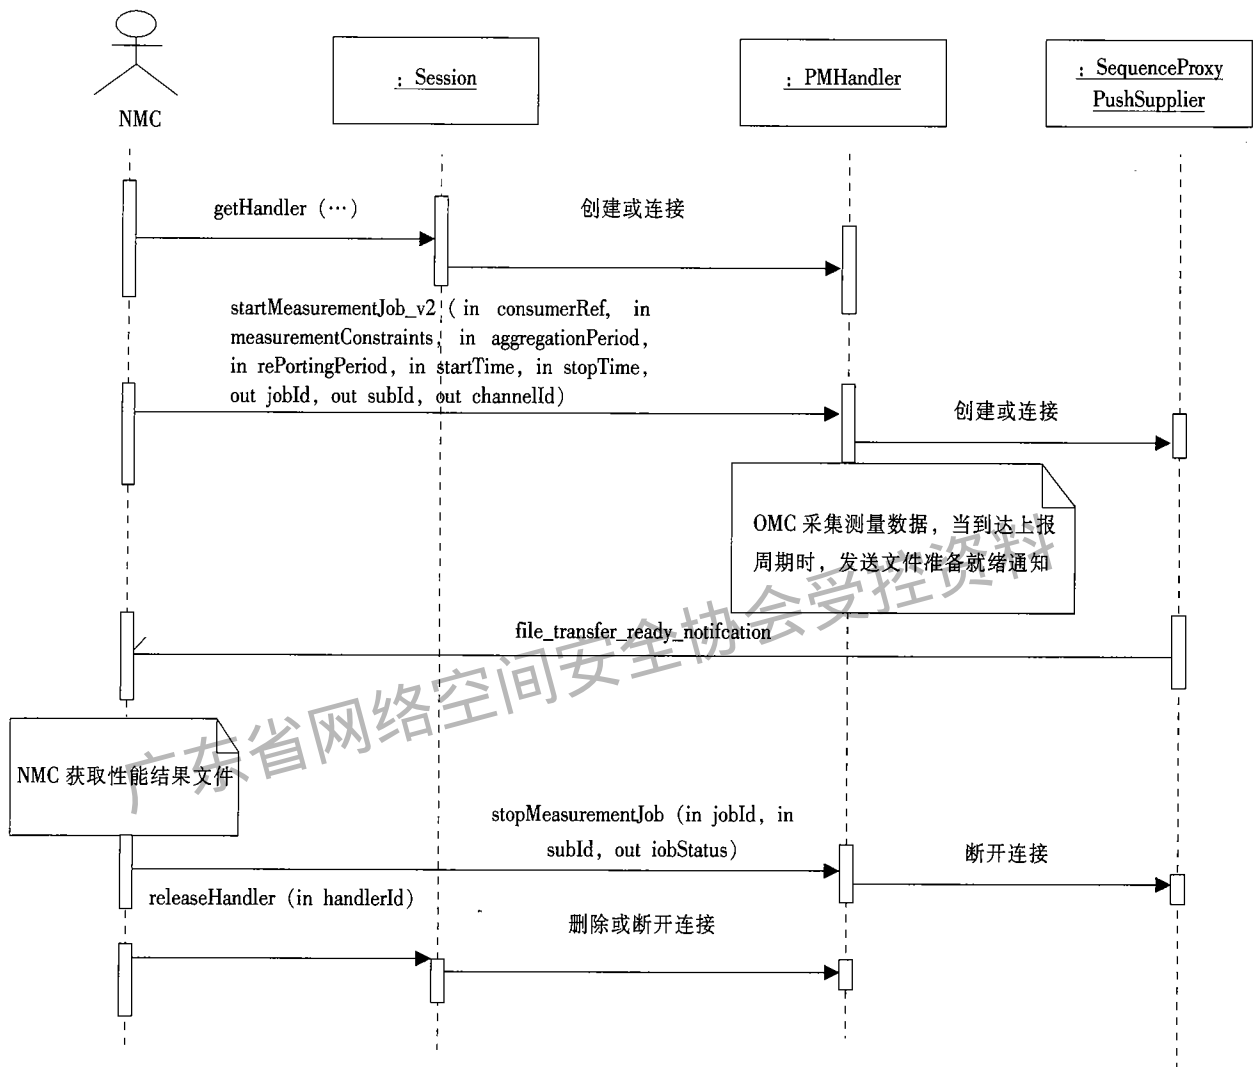 : Session
: PMHandler
: SequenceProxy
PushSupplier
NMC
getHandler (···)
创建或连接
startMeasurementJob_v2 ( in consumerRef, in
measurementConstraints, in aggregationPeriod,
in rePortingPeriod, in startTime, in stopTime,
out jobId, out subId, out channelId)
创建或连接
OMC 采集测量数据，当到达上报
周期时，发送文件准备就绪通知
file_transfer_ready_notifcation
NMC 获取性能结果文件
stopMeasurementJob (in jobId, in
subId, out iobStatus)
断开连接
releaseHandler (in handlerId)
删除或断开连接
广东省网络空间安全协会受控资料